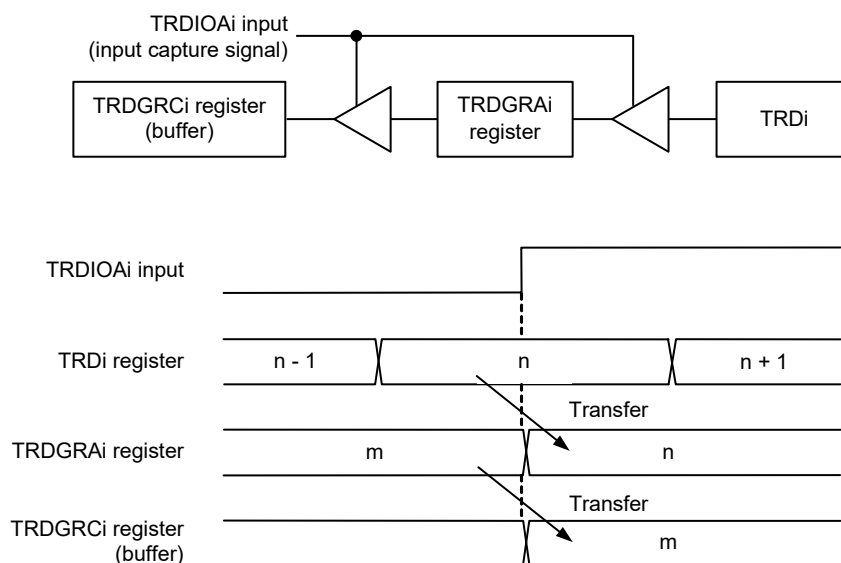 TRDIOAi input
(input capture signal)
TRDGRCi register
(buffer)
TRDGRAi
register
TRDi
TRDIOAi input
TRDi register
n - 1
n
n + 1
Transfer
TRDGRAi register
m
n
Transfer
TRDGRCi register
(buffer)
m